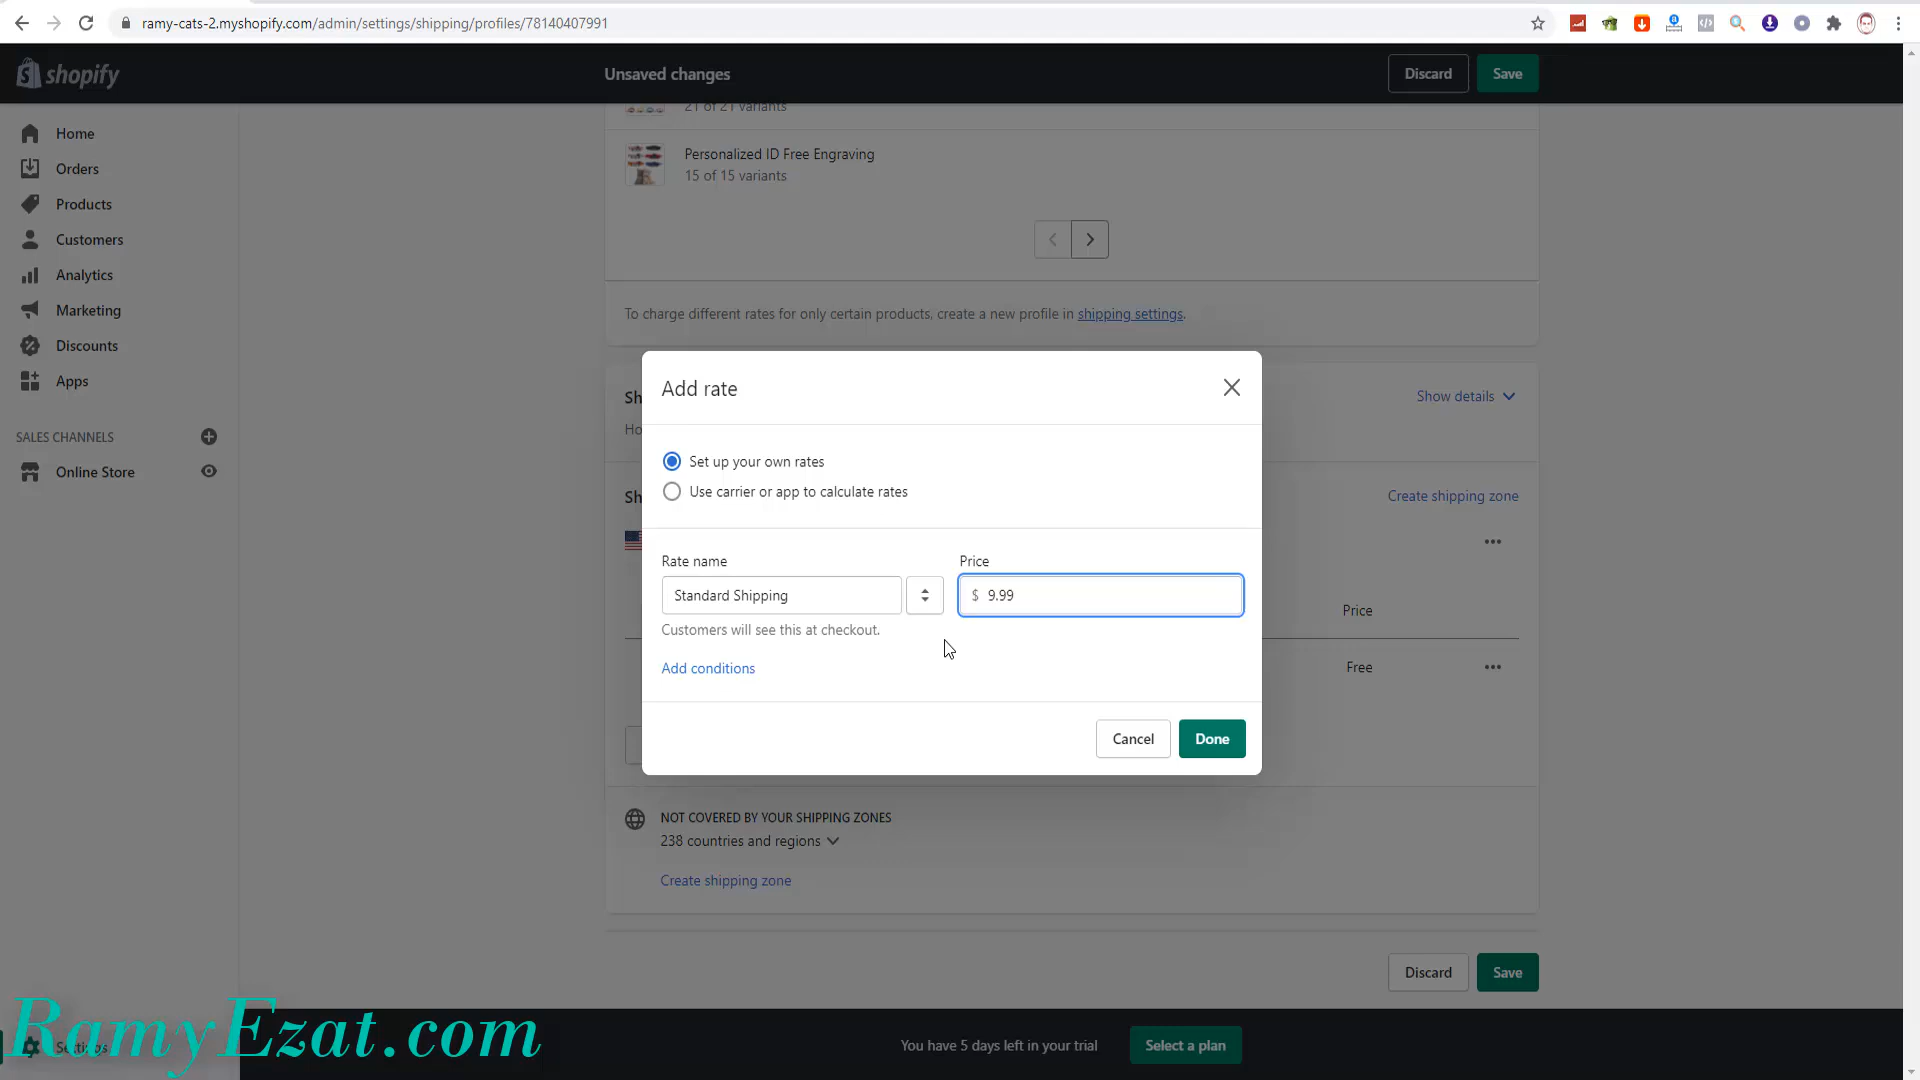 ramy-cats-2.myshopify.com/admin/settings/shipping/profiles/78140407991
shopify
Unsaved changes
Discard
Save
Home
Orders
Products
Customers
Analytics
Marketing
Discounts
Apps
SALES CHANNELS
Online Store
21 of 21 variants
Personalized ID Free Engraving
15 of 15 variants
To charge different rates for only certain products, create a new profile in shipping settings.
Sh
Show details
Ho
Sh
Create shipping zone
Price
Free
Add rate
Set up your own rates
Use carrier or app to calculate rates
Rate name
Price
Standard Shipping
$ 9.99
Customers will see this at checkout.
Add conditions
Cancel
Done
NOT COVERED BY YOUR SHIPPING ZONES
238 countries and regions
Create shipping zone
Discard
Save
Settings
RamyEzat.com
You have 5 days left in your trial
Select a plan